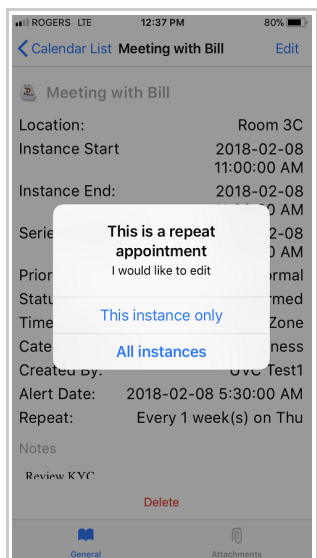 ROGERS LTE 12:37 PM 80%
Calendar List Meeting with Bill Edit
Meeting with Bill
Location: Room 3C
Instance Start 2018-02-08
11:00:00 AM
Instance End: 2018-02-08
AM
This is a repeat
appointment
I would like to edit
This instance only
All instances
Created By: UVC Test1
Alert Date: 2018-02-08 5:30:00 AM
Repeat: Every 1 week(s) on Thu
Notes
Review KYC
Delete
General Attachments